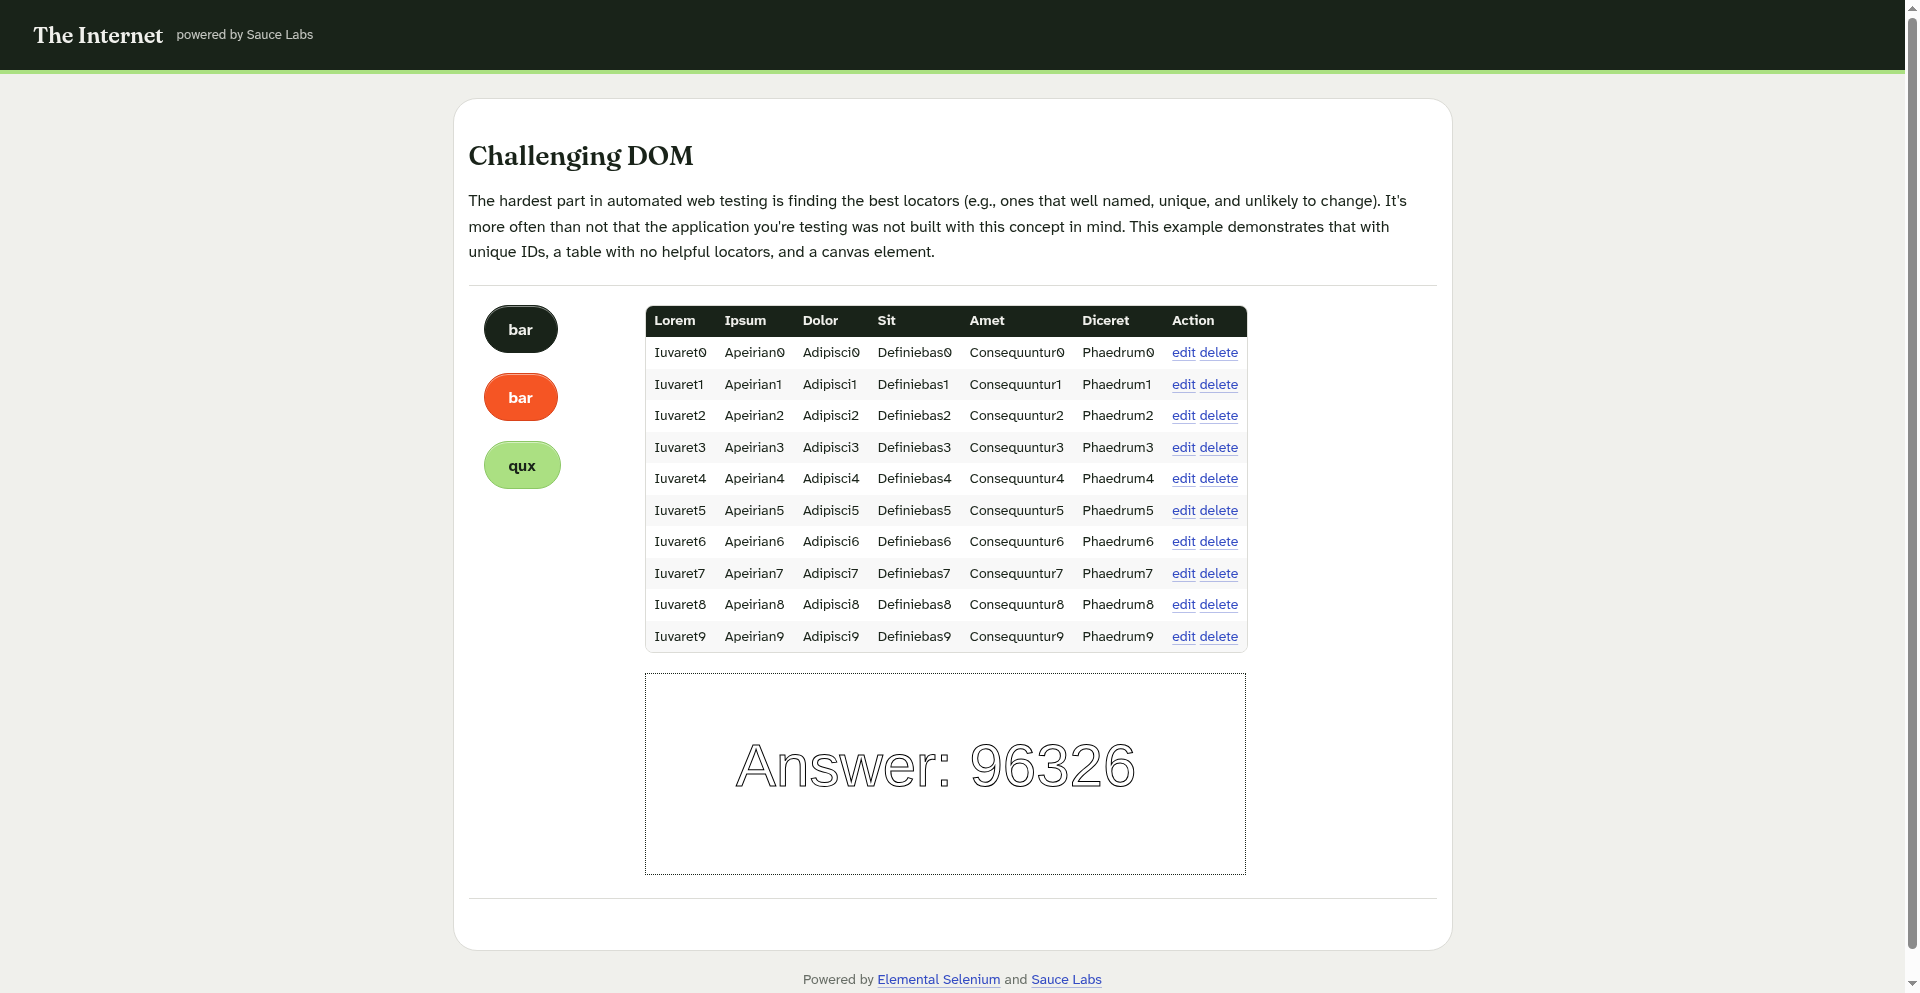 The Internet powered by Sauce Labs
Challenging DOM
The hardest part in automated web testing is finding the best locators (e.g., ones that well named, unique, and unlikely to change). It's
more often than not that the application you're testing was not built with this concept in mind. This example demonstrates that with
unique IDs, a table with no helpful locators, and a canvas element.
bar
bar
qux
Lorem Ipsum Dolor Sit Amet Diceret Action
Iuvaret0 Apeirian0 Adipisci0 Definiebas0 Consequuntur0 Phaedrum0 edit delete
Iuvaret1 Apeirian1 Adipisci1 Definiebas1 Consequuntur1 Phaedrum1 edit delete
Iuvaret2 Apeirian2 Adipisci2 Definiebas2 Consequuntur2 Phaedrum2 edit delete
Iuvaret3 Apeirian3 Adipisci3 Definiebas3 Consequuntur3 Phaedrum3 edit delete
Iuvaret4 Apeirian4 Adipisci4 Definiebas4 Consequuntur4 Phaedrum4 edit delete
Iuvaret5 Apeirian5 Adipisci5 Definiebas5 Consequuntur5 Phaedrum5 edit delete
Iuvaret6 Apeirian6 Adipisci6 Definiebas6 Consequuntur6 Phaedrum6 edit delete
Iuvaret7 Apeirian7 Adipisci7 Definiebas7 Consequuntur7 Phaedrum7 edit delete
Iuvaret8 Apeirian8 Adipisci8 Definiebas8 Consequuntur8 Phaedrum8 edit delete
Iuvaret9 Apeirian9 Adipisci9 Definiebas9 Consequuntur9 Phaedrum9 edit delete
Answer: 96326
Powered by Elemental Selenium and Sauce Labs